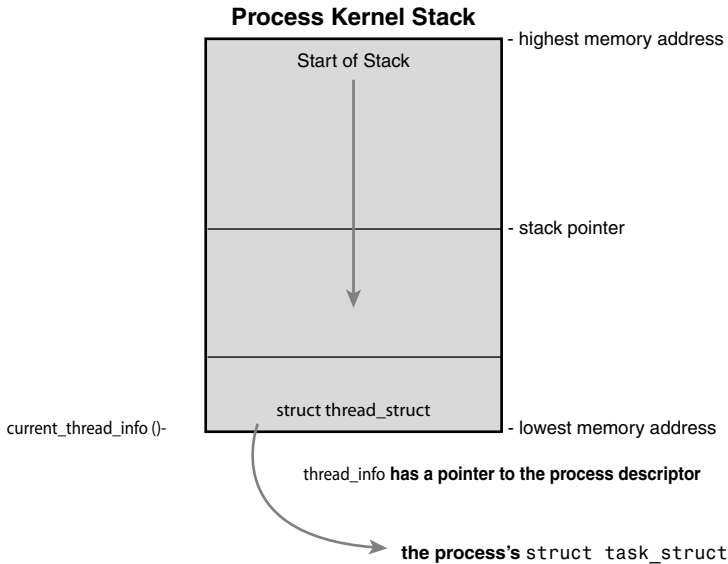 Process Kernel Stack
- highest memory address
Start of Stack
- stack pointer
struct thread_struct
current_thread_info ()-
- lowest memory address
thread_info has a pointer to the process descriptor
the process’s struct task_struct